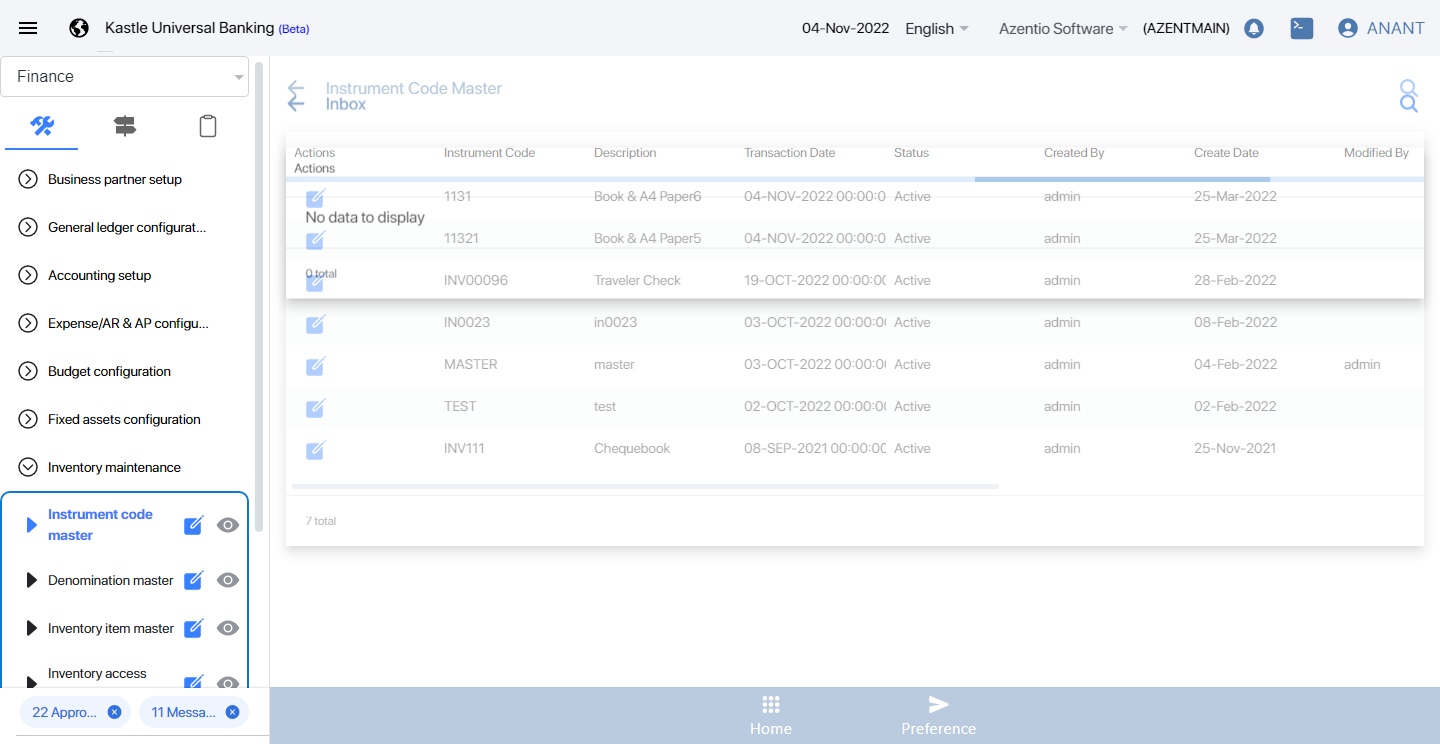 Kastle Universal Banking (Beta)
04-Nov-2022 English Azentio Software (AZENTMAIN) ANANT
Finance
Business partner setup
General ledger configurat...
Accounting setup
Expense/AR & AP configu...
Budget configuration
Fixed assets configuration
Inventory maintenance
Instrument code
master
Denomination master
Inventory item master
Inventory access
22 Appro...
11 Messa...
Instrument Code Master
Inbox
Actions Instrument Code Description Transaction Date Status Created By Create Date Modified By
Actions
1131 Book & A4 Paper6 04-NOV-2022 00:00:0 Active admin 25-Mar-2022
No data to display
11321 Book & A4 Paper5 04-NOV-2022 00:00:0 Active admin 25-Mar-2022
0 total
INV00096 Traveler Check 19-OCT-2022 00:00:0( Active admin 28-Feb-2022
IN0023 in0023 03-OCT-2022 00:00:0( Active admin 08-Feb-2022
MASTER master 03-OCT-2022 00:00:0( Active admin 04-Feb-2022 admin
TEST test 02-OCT-2022 00:00:0( Active admin 02-Feb-2022
INV111 Chequebook 08-SEP-2021 00:00:0( Active admin 25-Nov-2021
7 total
Home
Preference